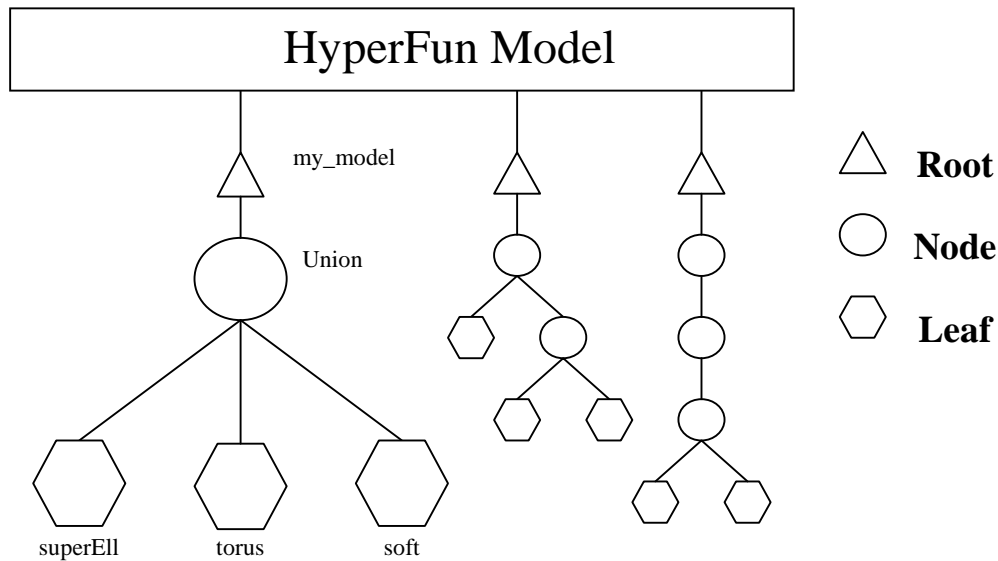 HyperFun Model
my_model
Union
superEll
torus
soft
Root
Node
Leaf